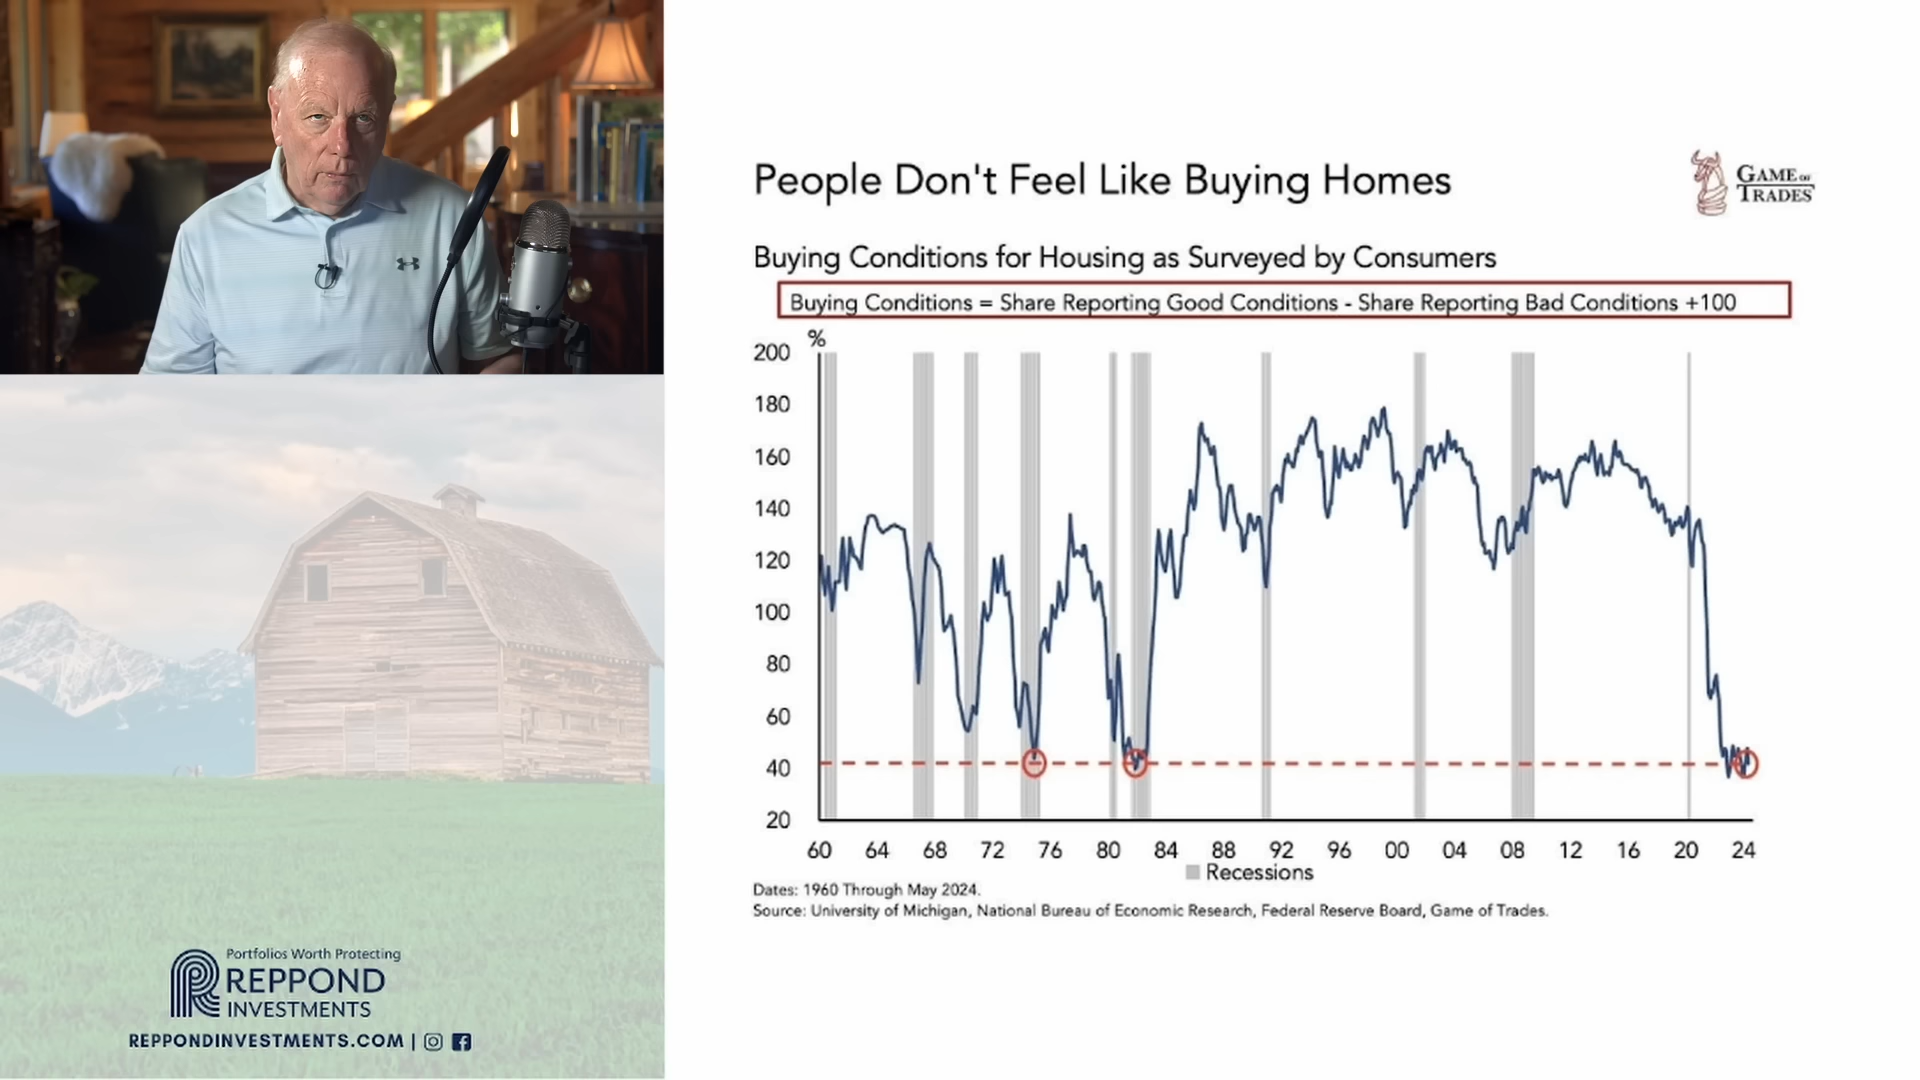 People Don't Feel Like Buying Homes
GAME OF
TRADES
Buying Conditions for Housing as Surveyed by Consumers
Buying Conditions = Share Reporting Good Conditions - Share Reporting Bad Conditions +100
%
200
180
160
140
120
100
80
60
40
20
60 64 68 72 76 80 84 88 92 96 00 04 08 12 16 20 24
Recessions
Dates: 1960 Through May 2024.
Source: University of Michigan, National Bureau of Economic Research, Federal Reserve Board, Game of Trades.
Portfolios Worth Protecting
REPPOND
INVESTMENTS
REPPONDINVESTMENTS.COM |